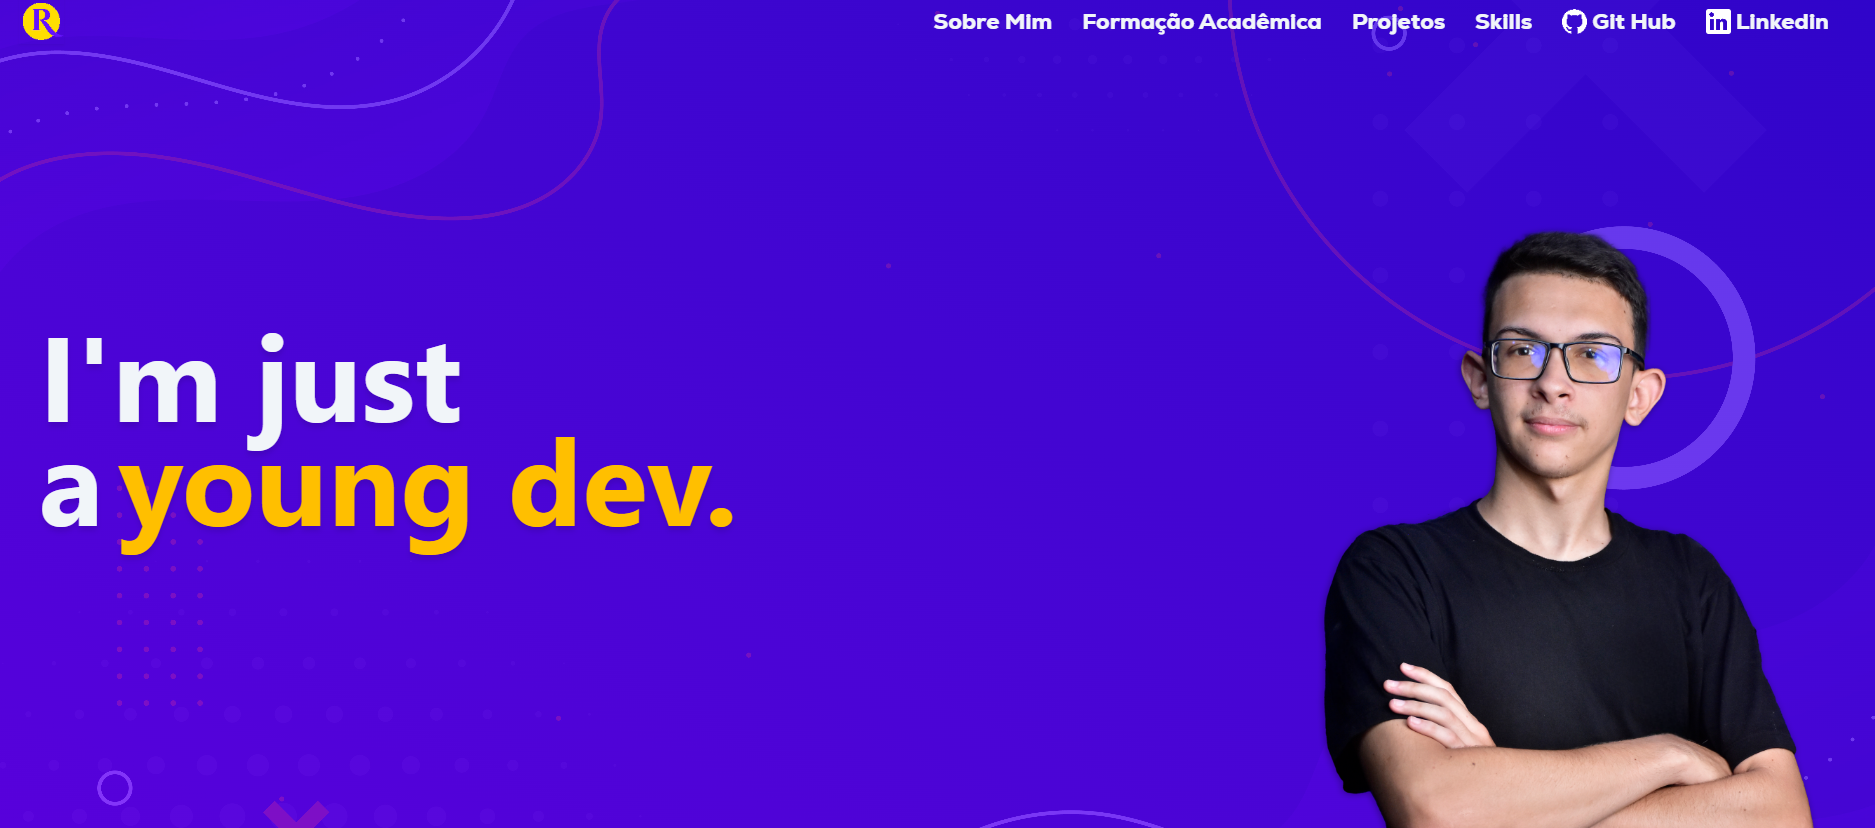 R
Sobre Mim Formação Acadêmica Projetos Skills Git Hub Linkedin
I'm just
a young dev.